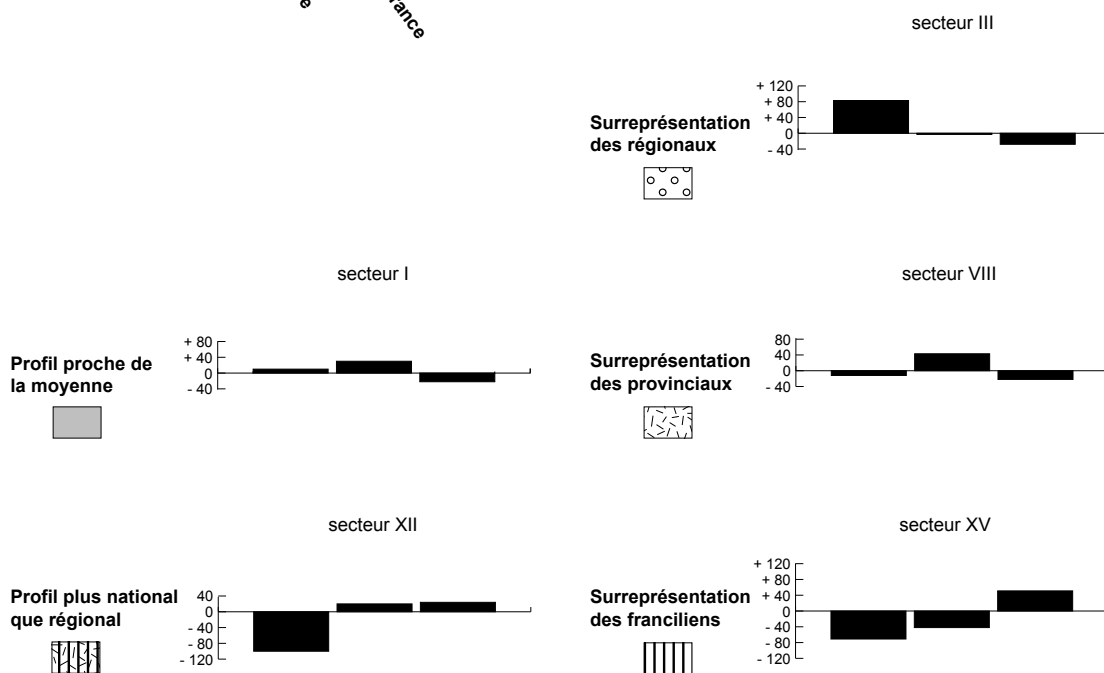 secteur III
+ 120
+ 80
+ 40
0
- 40
Surreprésentation
des régionaux
secteur I
+ 80
+ 40
0
- 40
Profil proche de
la moyenne
secteur VIII
80
40
0
- 40
Surreprésentation
des provinciaux
secteur XII
40
0
- 40
- 80
- 120
Profil plus national
que régional
secteur XV
+ 120
+ 80
+ 40
0
- 40
- 80
- 120
Surreprésentation
des franciliens